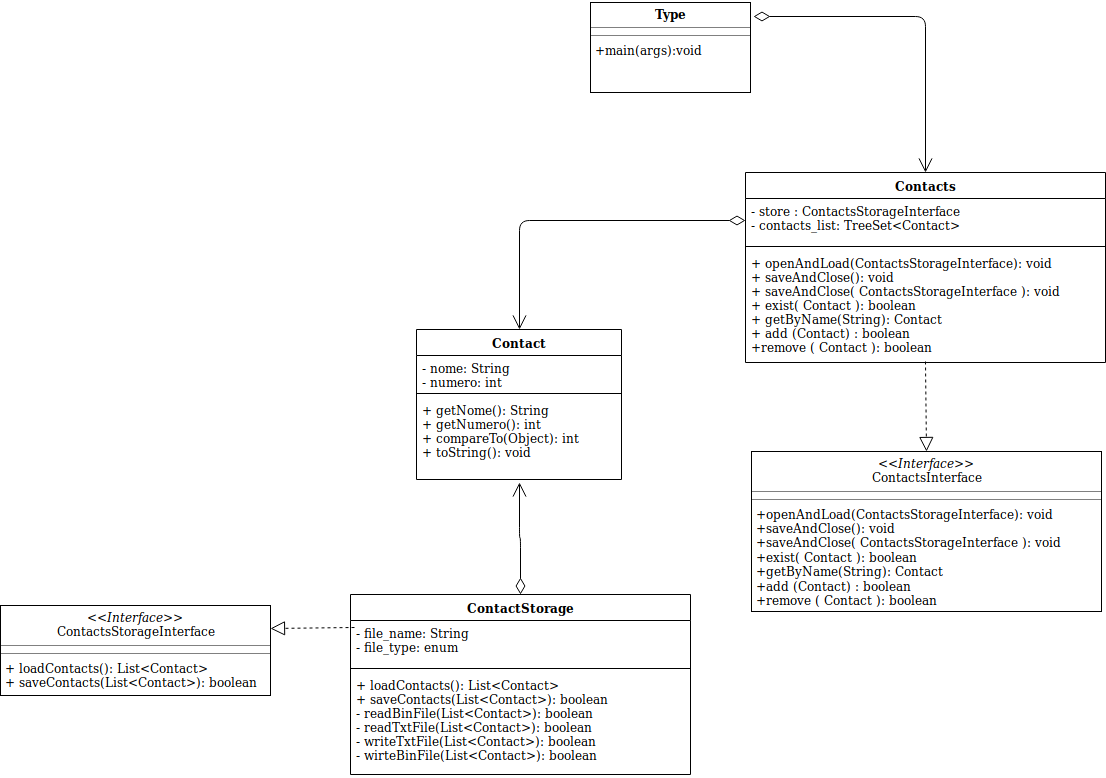 Type
+main(args):void
Contacts
- store : ContactsStorageInterface
- contacts_list: TreeSet<Contact>
+ openAndLoad(ContactsStorageInterface): void
+ saveAndClose(): void
+ saveAndClose( ContactsStorageInterface ): void
+ exist( Contact ): boolean
+ getByName(String): Contact
+ add (Contact) : boolean
+remove ( Contact ): boolean
Contact
- nome: String
- numero: int
+ getNome(): String
+ getNumero(): int
+ compareTo(Object): int
+ toString(): void
<<Interface>>
ContactsInterface
+openAndLoad(ContactsStorageInterface): void
+saveAndClose(): void
+saveAndClose( ContactsStorageInterface ): void
+exist( Contact ): boolean
+getByName(String): Contact
+add (Contact) : boolean
+remove ( Contact ): boolean
<<Interface>>
ContactsStorageInterface
+ loadContacts(): List<Contact>
+ saveContacts(List<Contact>): boolean
ContactStorage
- file_name: String
- file_type: enum
+ loadContacts(): List<Contact>
+ saveContacts(List<Contact>): boolean
- readBinFile(List<Contact>): boolean
- readTxtFile(List<Contact>): boolean
- writeTxtFile(List<Contact>): boolean
- wirteBinFile(List<Contact>): boolean